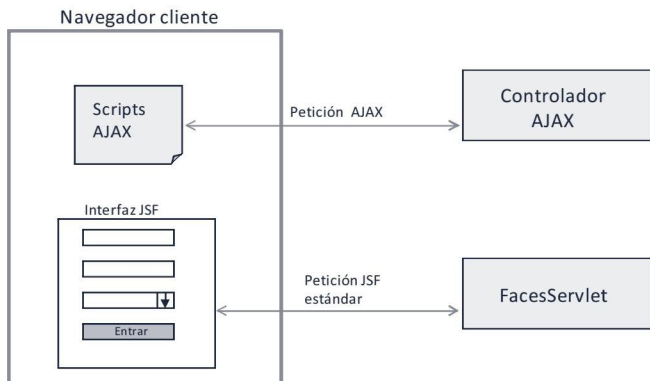 Navegador cliente
Scripts
AJAX
Petición AJAX
Controlador
AJAX
Interfaz JSF
Petición JSF
estándar
FacesServlet
Entrar